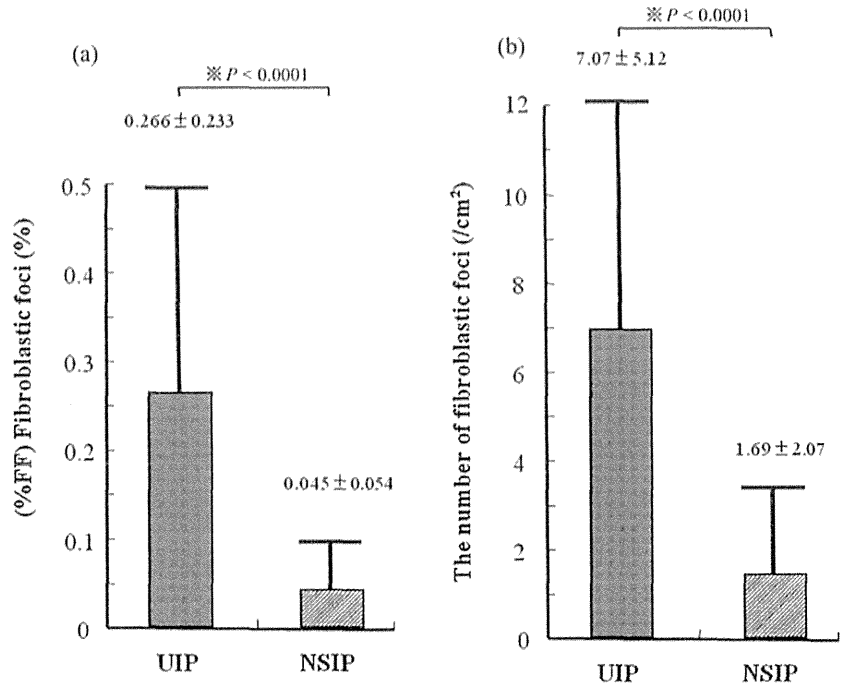 (a)
※ P < 0.0001
0.266±0.233
0.5
0.4
0.3
0.2
0.1
0
(%FF) Fibroblastic foci (%)
0.045±0.054
UIP
NSIP
(b)
※ P < 0.0001
7.07±5.12
12
10
8
6
4
2
0
The number of fibroblastic foci (/cm²)
1.69±2.07
UIP
NSIP